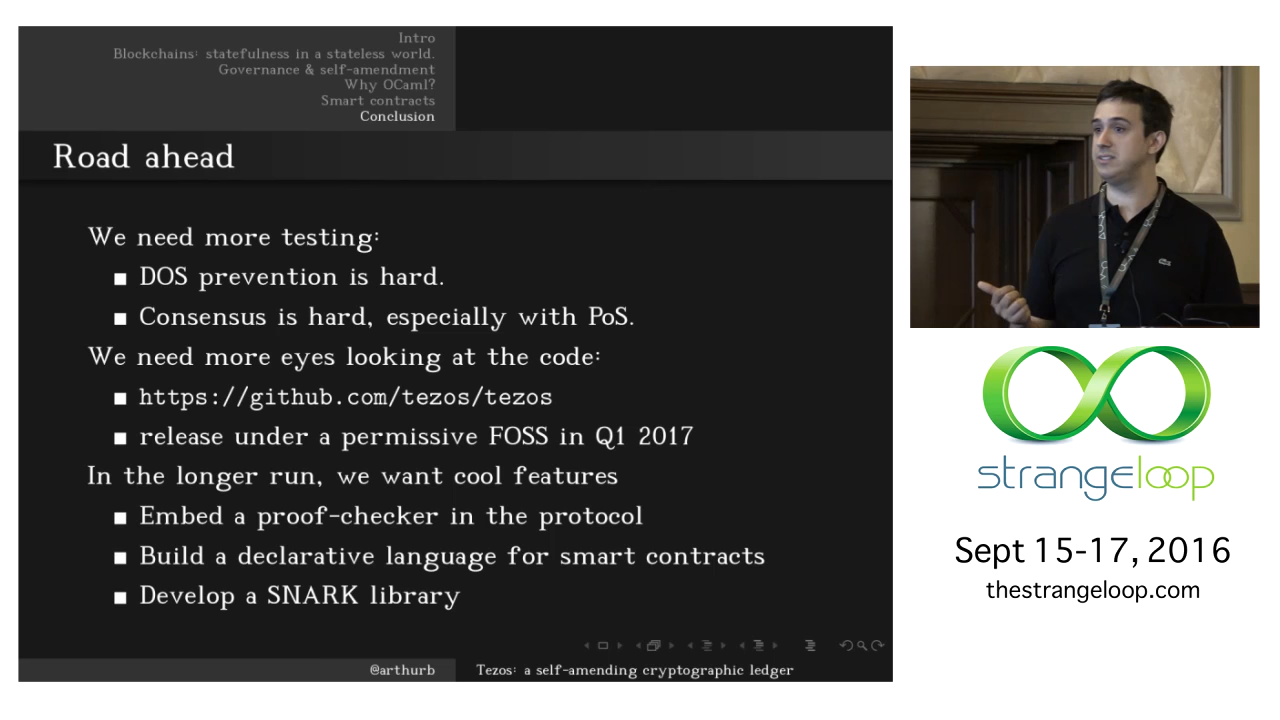 Intro
Blockchains: statefulness in a stateless world.
Governance & self-amendment
Why OCaml?
Smart contracts
Conclusion
Road ahead
We need more testing:
DOS prevention is hard.
Consensus is hard, especially with PoS.
We need more eyes looking at the code:
https://github.com/tezos/tezos
release under a permissive FOSS in Q1 2017
In the longer run, we want cool features
Embed a proof-checker in the protocol
Build a declarative language for smart contracts
Develop a SNARK library
@arthurb
Tezos: a self-amending cryptographic ledger
strangeloop
Sept 15-17, 2016
thestrangeloop.com